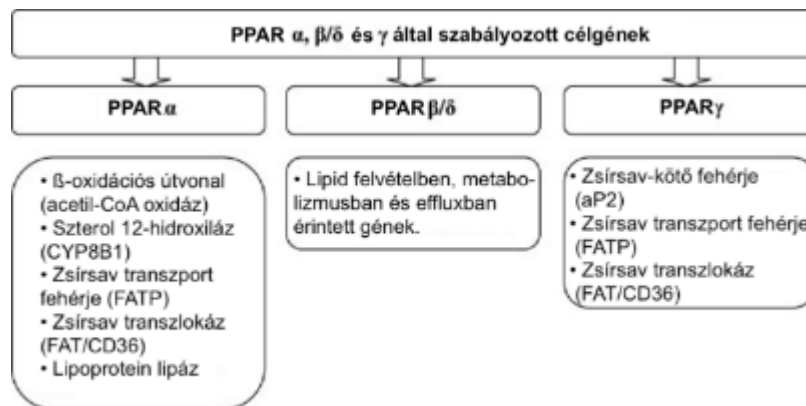 PPAR α, β/δ és γ által szabályozott célgének
PPAR α
PPAR β/δ
PPARγ
• ß-oxidációs útvonal
(acetil-CoA oxidáz)
• Szterol 12-hidroxiláz
(CYP8B1)
• Zsírsav transzport
fehérje (FATP)
• Zsírsav transzlokáz
(FAT/CD36)
• Lipoprotein lipáz
• Lipid felvételben, metabo-
lizmusban és effluxban
érintett gének.
• Zsírsav-kötő fehérje
(aP2)
• Zsírsav transzport fehérje
(FATP)
• Zsírsav transzlokáz
(FAT/CD36)